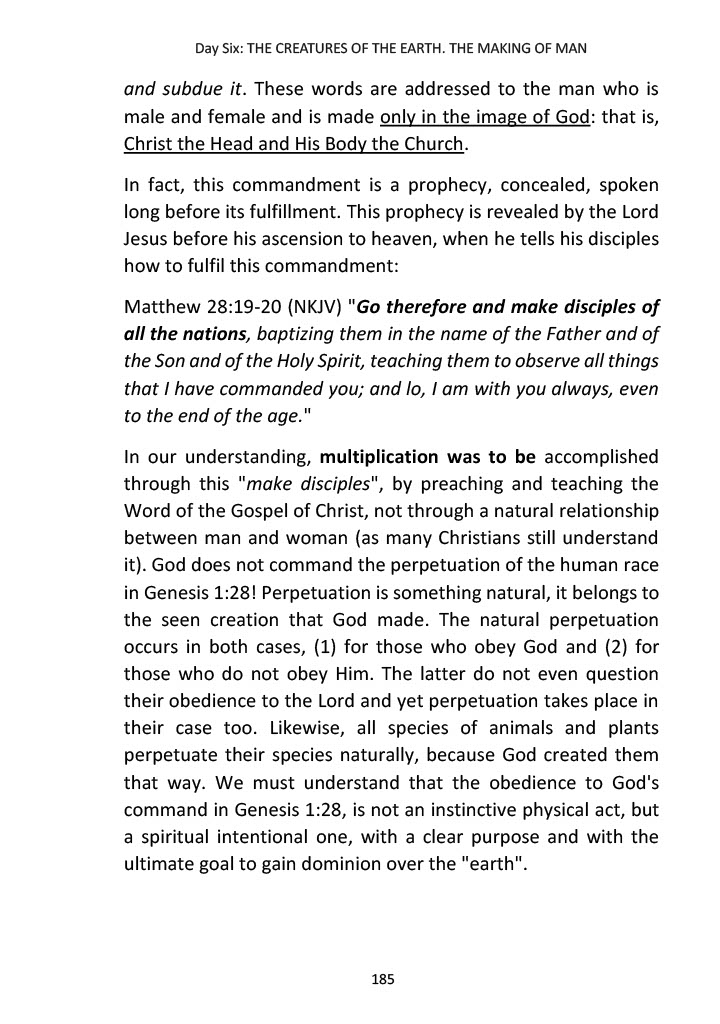 Day Six: THE CREATURES OF THE EARTH. THE MAKING OF MAN
and subdue it. These words are addressed to the man who is
male and female and is made only in the image of God: that is,
Christ the Head and His Body the Church.
In fact, this commandment is a prophecy, concealed, spoken
long before its fulfillment. This prophecy is revealed by the Lord
Jesus before his ascension to heaven, when he tells his disciples
how to fulfil this commandment:
Matthew 28:19-20 (NKJV) "Go therefore and make disciples of
all the nations, baptizing them in the name of the Father and of
the Son and of the Holy Spirit, teaching them to observe all things
that I have commanded you; and lo, I am with you always, even
to the end of the age."
In our understanding, multiplication was to be accomplished
through this "make disciples", by preaching and teaching the
Word of the Gospel of Christ, not through a natural relationship
between man and woman (as many Christians still understand
it). God does not command the perpetuation of the human race
in Genesis 1:28! Perpetuation is something natural, it belongs to
the seen creation that God made. The natural perpetuation
occurs in both cases, (1) for those who obey God and (2) for
those who do not obey Him. The latter do not even question
their obedience to the Lord and yet perpetuation takes place in
their case too. Likewise, all species of animals and plants
perpetuate their species naturally, because God created them
that way. We must understand that the obedience to God's
command in Genesis 1:28, is not an instinctive physical act, but
a spiritual intentional one, with a clear purpose and with the
ultimate goal to gain dominion over the "earth".
185